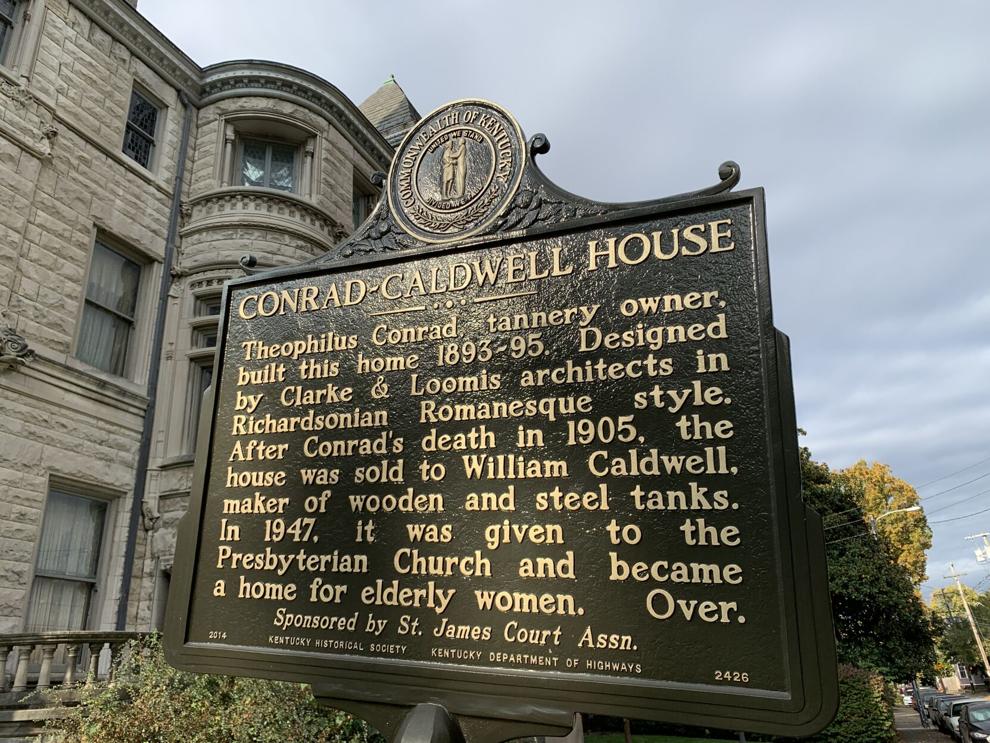 COMMONWEALTH OF KENTUCKY
UNITED WE STAND
DIVIDED WE FALL
CONRAD-CALDWELL HOUSE
Theophilus Conrad, tannery owner,
built this home 1893-95. Designed
by Clarke & Loomis architects in
Richardsonian Romanesque style.
After Conrad's death in 1905, the
house was sold to William Caldwell,
maker of wooden and steel tanks.
In 1947, it was given to the
Presbyterian Church and became
a home for elderly women. Over.
Sponsored by St. James Court Assn.
2014 KENTUCKY HISTORICAL SOCIETY KENTUCKY DEPARTMENT OF HIGHWAYS 2426